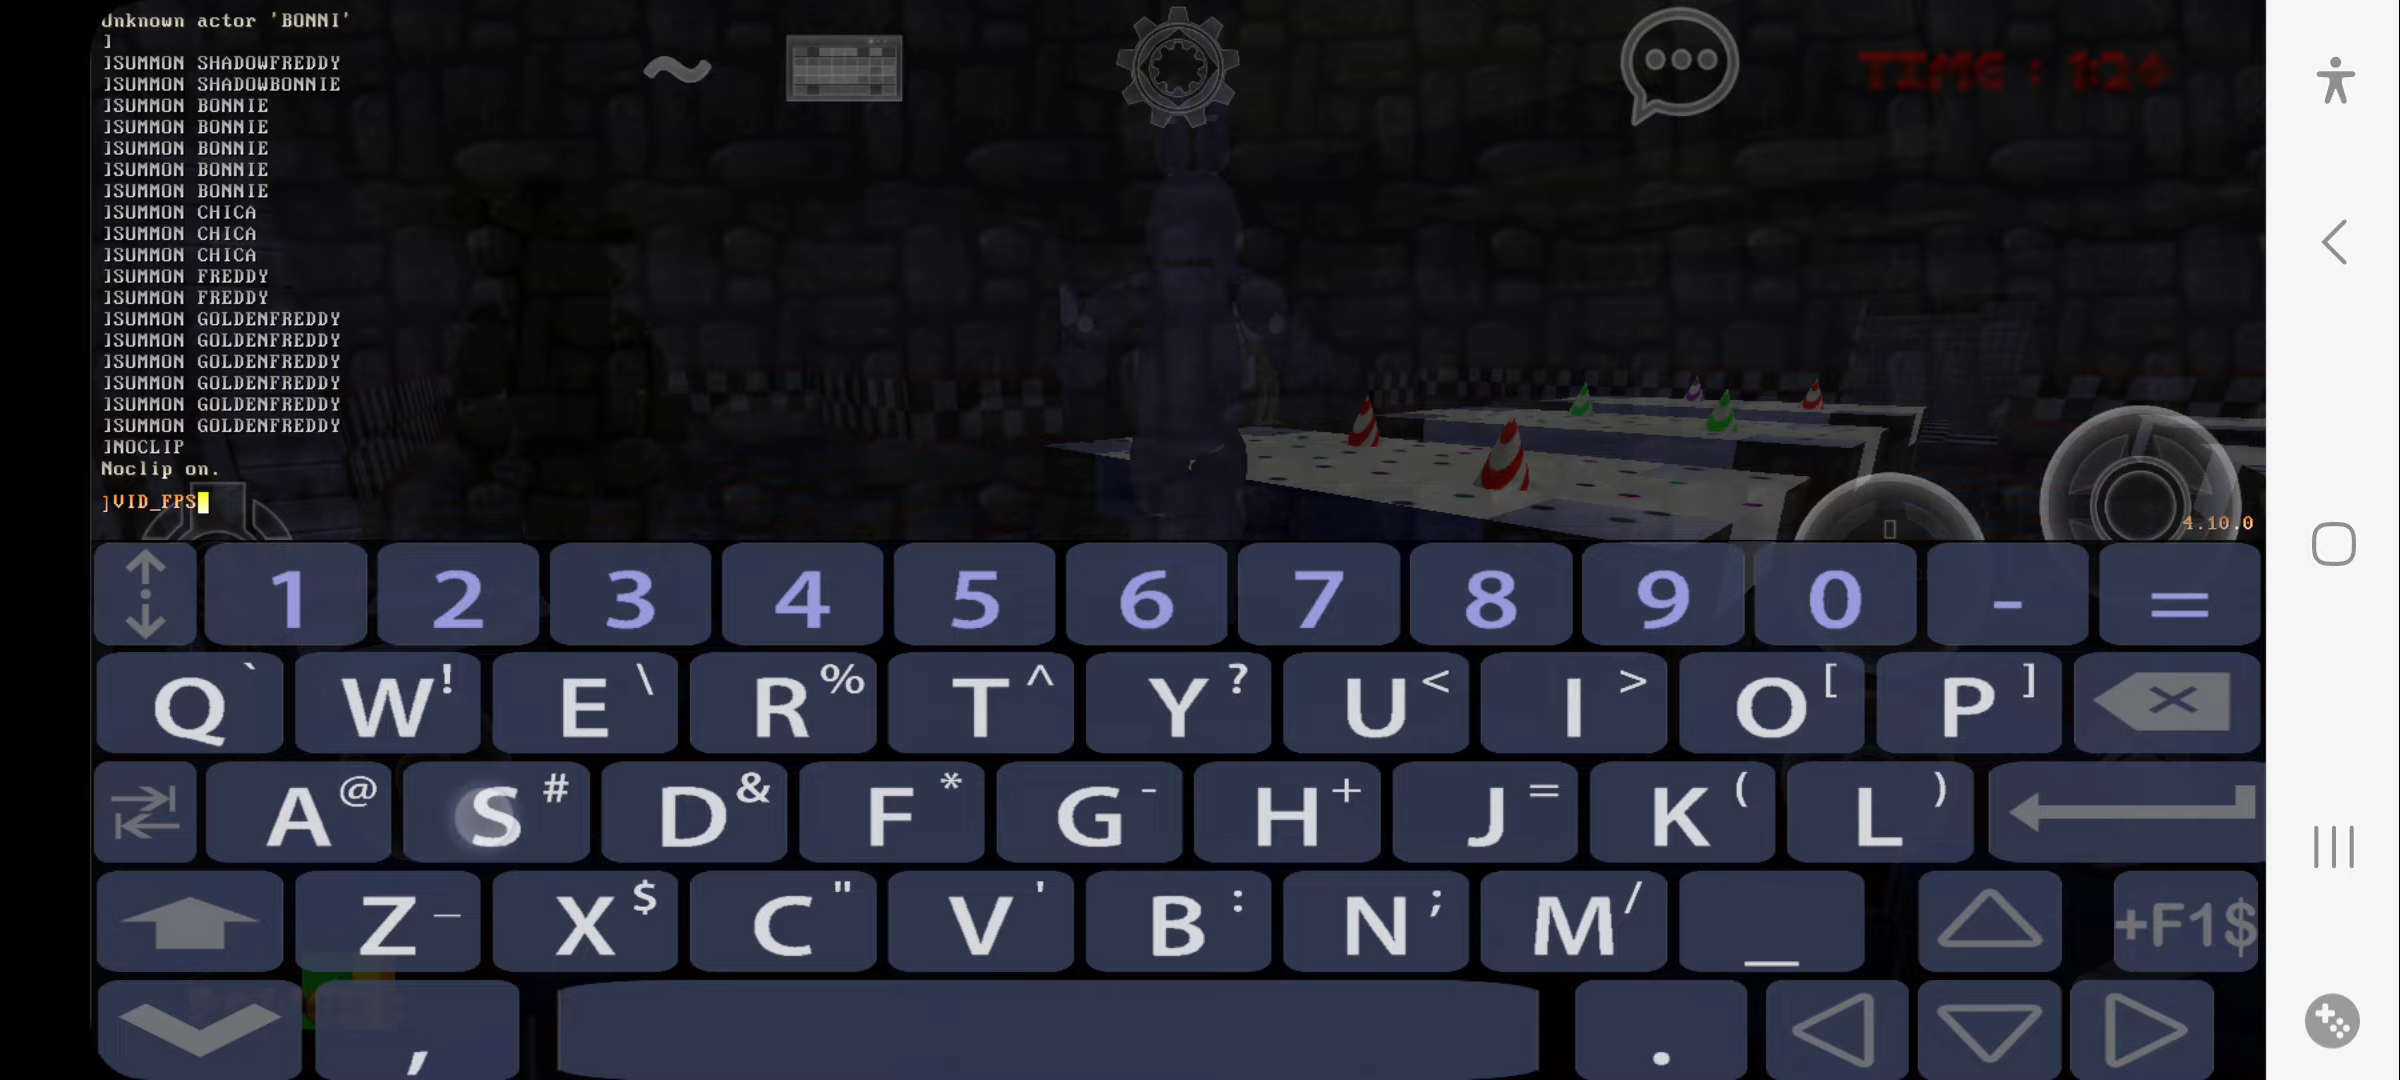 Unknown actor 'BONNI'
]
]SUMMON SHADOWFREDDY
]SUMMON SHADOWBONNIE
]SUMMON BONNIE
]SUMMON BONNIE
]SUMMON BONNIE
]SUMMON BONNIE
]SUMMON BONNIE
]SUMMON CHICA
]SUMMON CHICA
]SUMMON CHICA
]SUMMON FREDDY
]SUMMON FREDDY
]SUMMON GOLDENFREDDY
]SUMMON GOLDENFREDDY
]SUMMON GOLDENFREDDY
]SUMMON GOLDENFREDDY
]SUMMON GOLDENFREDDY
]SUMMON GOLDENFREDDY
]NOCLIP
Noclip on.
]VID_FPS
TIME : 1:26
4.10.0
1 2 3 4 5 6 7 8 9 0 - =
Q ` W ! E \ R % T ^ Y ? U < I > O [ P ]
A @ S # D & F * G - H + J = K ( L )
Z _ X $ C " V ' B : N ; M / _ +F1$
, .